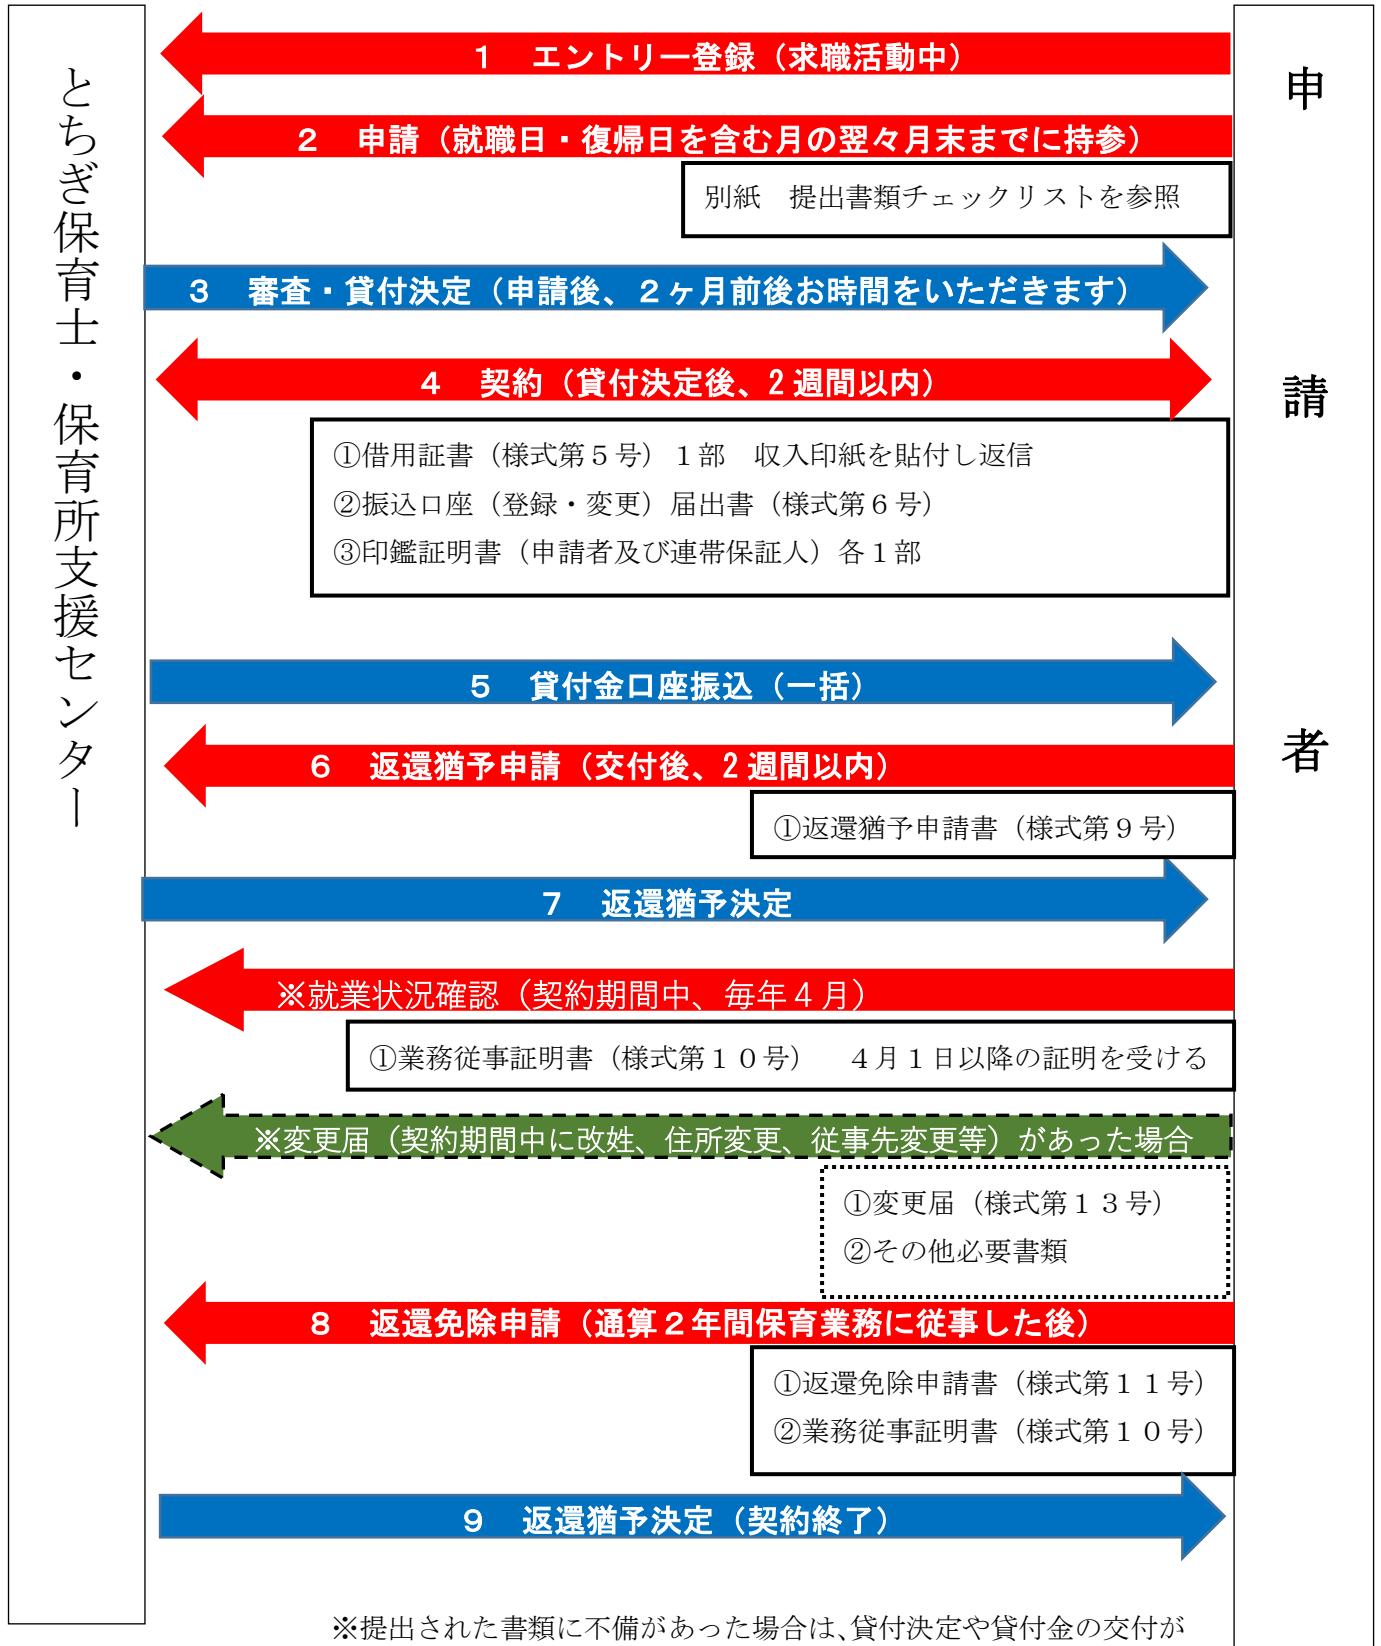 とちぎ保育士・保育所支援センター
申請者
１　エントリー登録（求職活動中）
２　申請（就職日・復帰日を含む月の翌々月末までに持参）
別紙　提出書類チェックリストを参照
３　審査・貸付決定（申請後、２ヶ月前後お時間をいただきます）
４　契約（貸付決定後、2 週間以内）
①借用証書（様式第５号）１部　収入印紙を貼付し返信
②振込口座（登録・変更）届出書（様式第６号）
③印鑑証明書（申請者及び連帯保証人）各１部
５　貸付金口座振込（一括）
６　返還猶予申請（交付後、2 週間以内）
①返還猶予申請書（様式第９号）
７　返還猶予決定
※就業状況確認（契約期間中、毎年４月）
①業務従事証明書（様式第１０号）　４月１日以降の証明を受ける
※変更届（契約期間中に改姓、住所変更、従事先変更等）があった場合
①変更届（様式第１３号）
②その他必要書類
８　返還免除申請（通算２年間保育業務に従事した後）
①返還免除申請書（様式第１１号）
②業務従事証明書（様式第１０号）
９　返還猶予決定（契約終了）
※提出された書類に不備があった場合は、貸付決定や貸付金の交付が